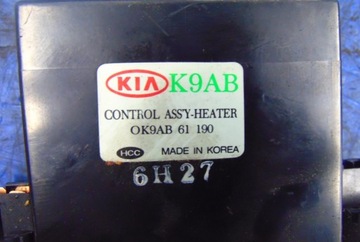 KIA K9AB
CONTROL ASSY-HEATER
OK9AB 61 190
HCC MADE IN KOREA
6H27